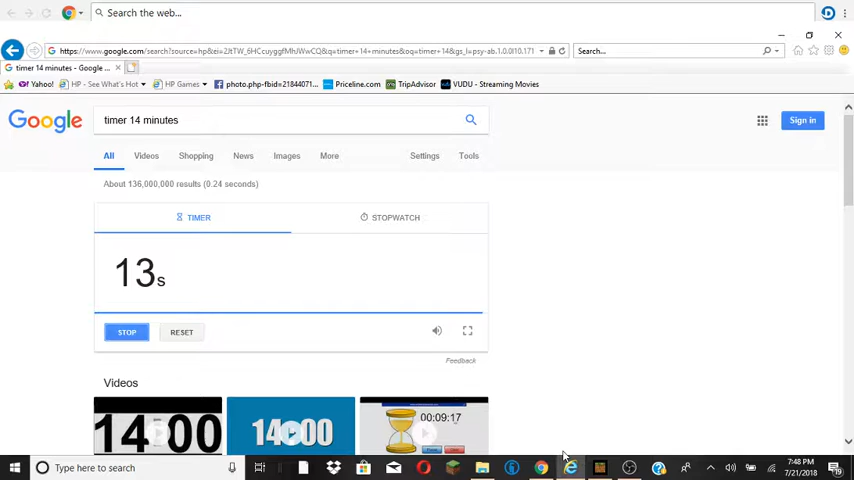 Search the web...
https://www.google.com/search?source=hp&ei=2JtTW_6HCcuyggfMhJWwCQ&q=timer+14+minutes&oq=timer+14&gs_l=psy-ab.1.0.0l10.171
Search...
timer 14 minutes - Google ...
Yahoo!
HP - See What's Hot
HP Games
photo.php-fbid=21844071...
Priceline.com
TripAdvisor
VUDU - Streaming Movies
Google
timer 14 minutes
Sign in
All Videos Shopping News Images More Settings Tools
About 136,000,000 results (0.24 seconds)
TIMER
STOPWATCH
13s
STOP RESET
Feedback
Videos
14:00
14:00
00:09:17
Type here to search
7:48 PM
7/21/2018
19